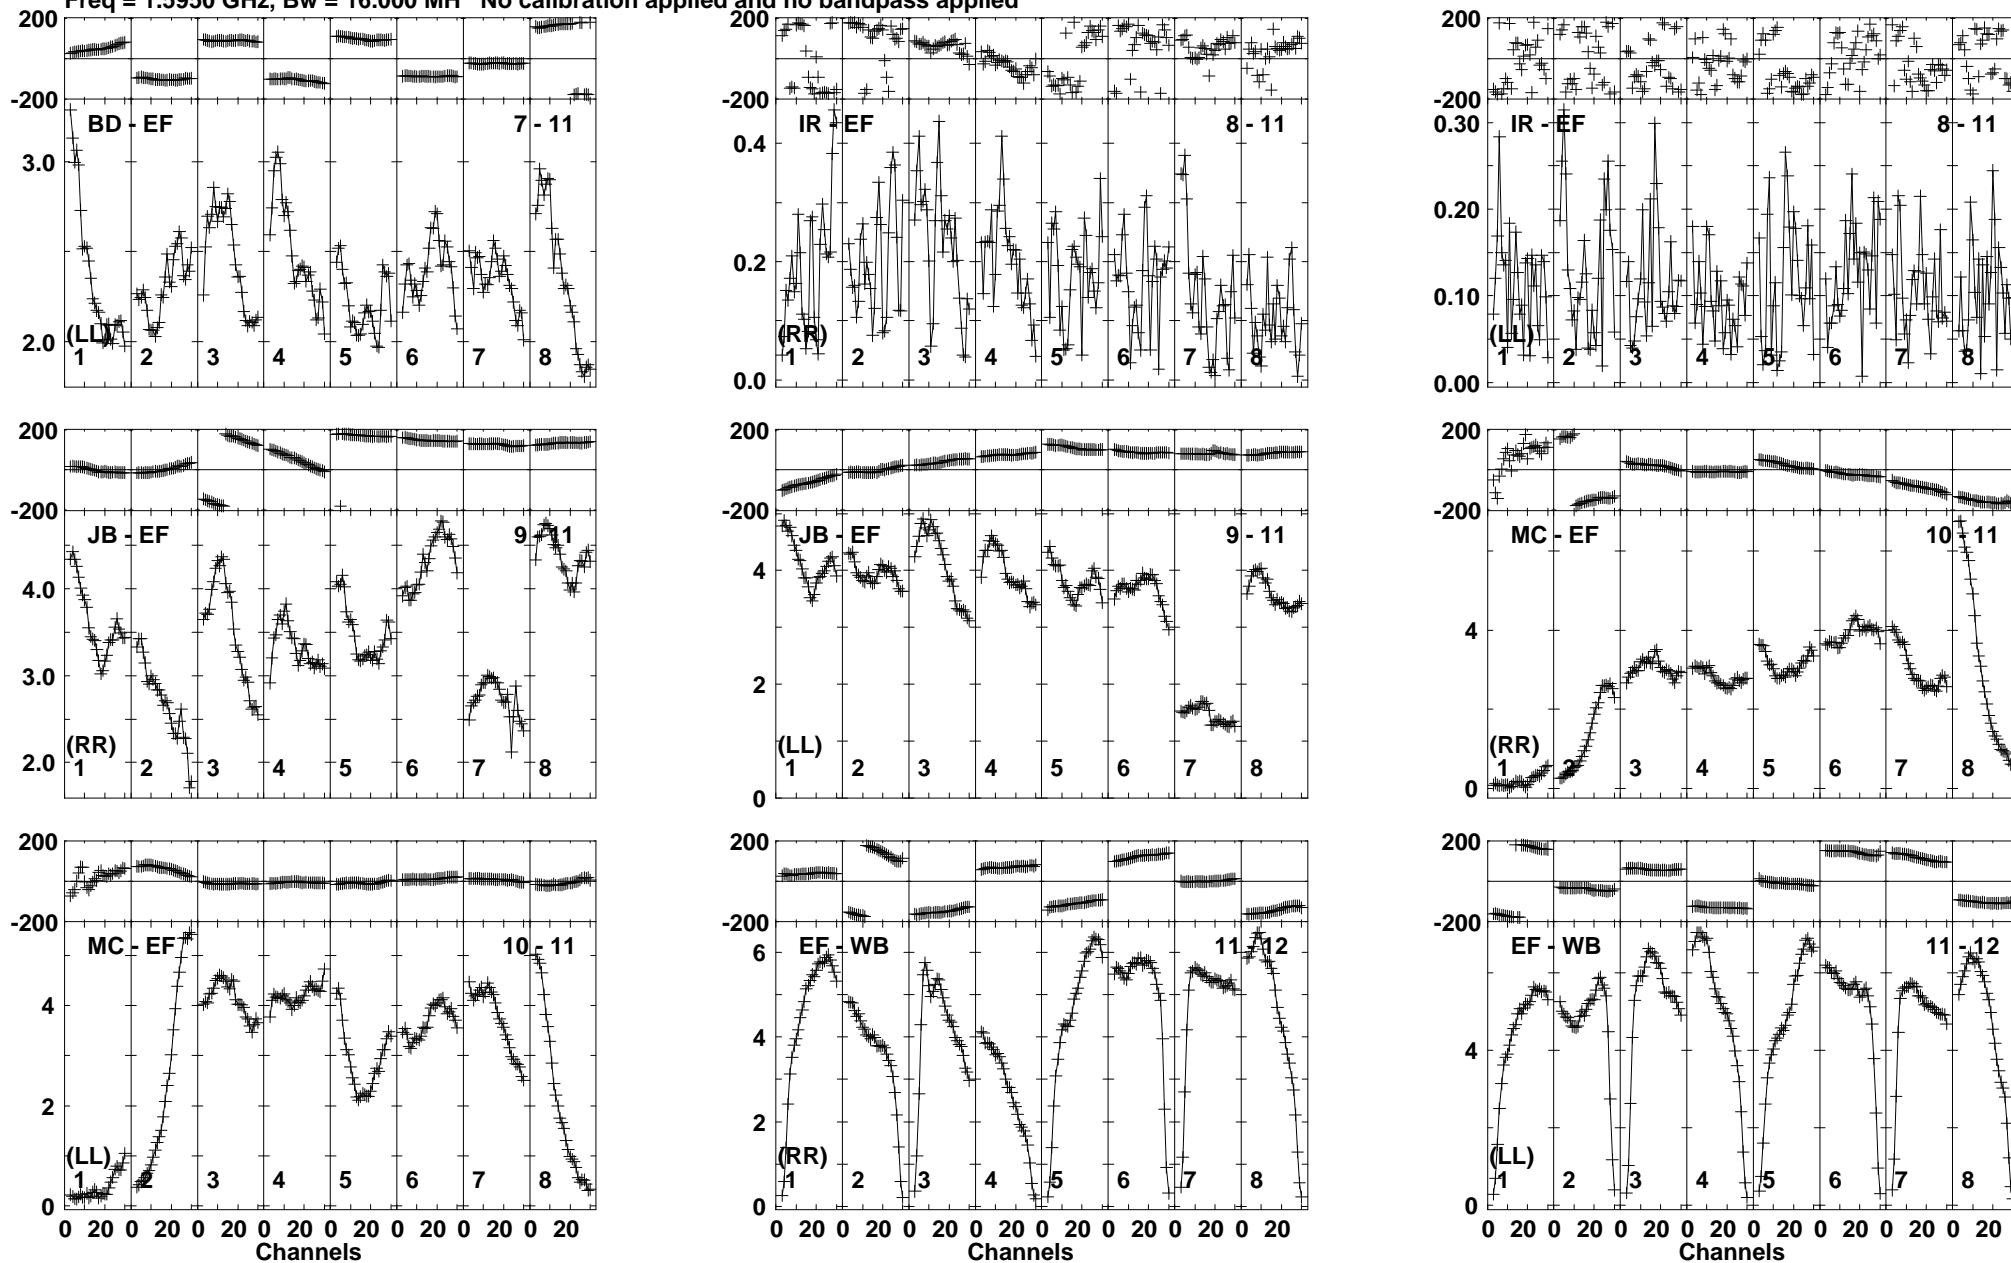 Freq = 1.5950 GHz, Bw = 16.000 MH No calibration applied and no bandpass applied
200
-200
BD - EF 7 - 11
3.0
2.0
(LL)
1 2 3 4 5 6 7 8
200
-200
IR - EF 8 - 11
0.4
0.2
0.0
(RR)
1 2 3 4 5 6 7 8
200
-200
IR - EF 8 - 11
0.30
0.20
0.10
0.00
(LL)
1 2 3 4 5 6 7 8
200
-200
JB - EF 9 - 11
4.0
3.0
2.0
(RR)
1 2 3 4 5 6 7 8
200
-200
JB - EF 9 - 11
4
2
0
(LL)
1 2 3 4 5 6 7 8
200
-200
MC - EF 10 - 11
4
0
(RR)
1 2 3 4 5 6 7 8
200
-200
MC - EF 10 - 11
4
2
0
(LL)
1 2 3 4 5 6 7 8
0 20 0 20 0 20 0 20 0 20 0 20 0 20 0 20
Channels
200
-200
EF - WB 11 - 12
6
4
2
0
(RR)
1 2 3 4 5 6 7 8
0 20 0 20 0 20 0 20 0 20 0 20 0 20 0 20
Channels
200
-200
EF - WB 11 - 12
4
0
(LL)
1 2 3 4 5 6 7 8
0 20 0 20 0 20 0 20 0 20 0 20 0 20 0 20
Channels